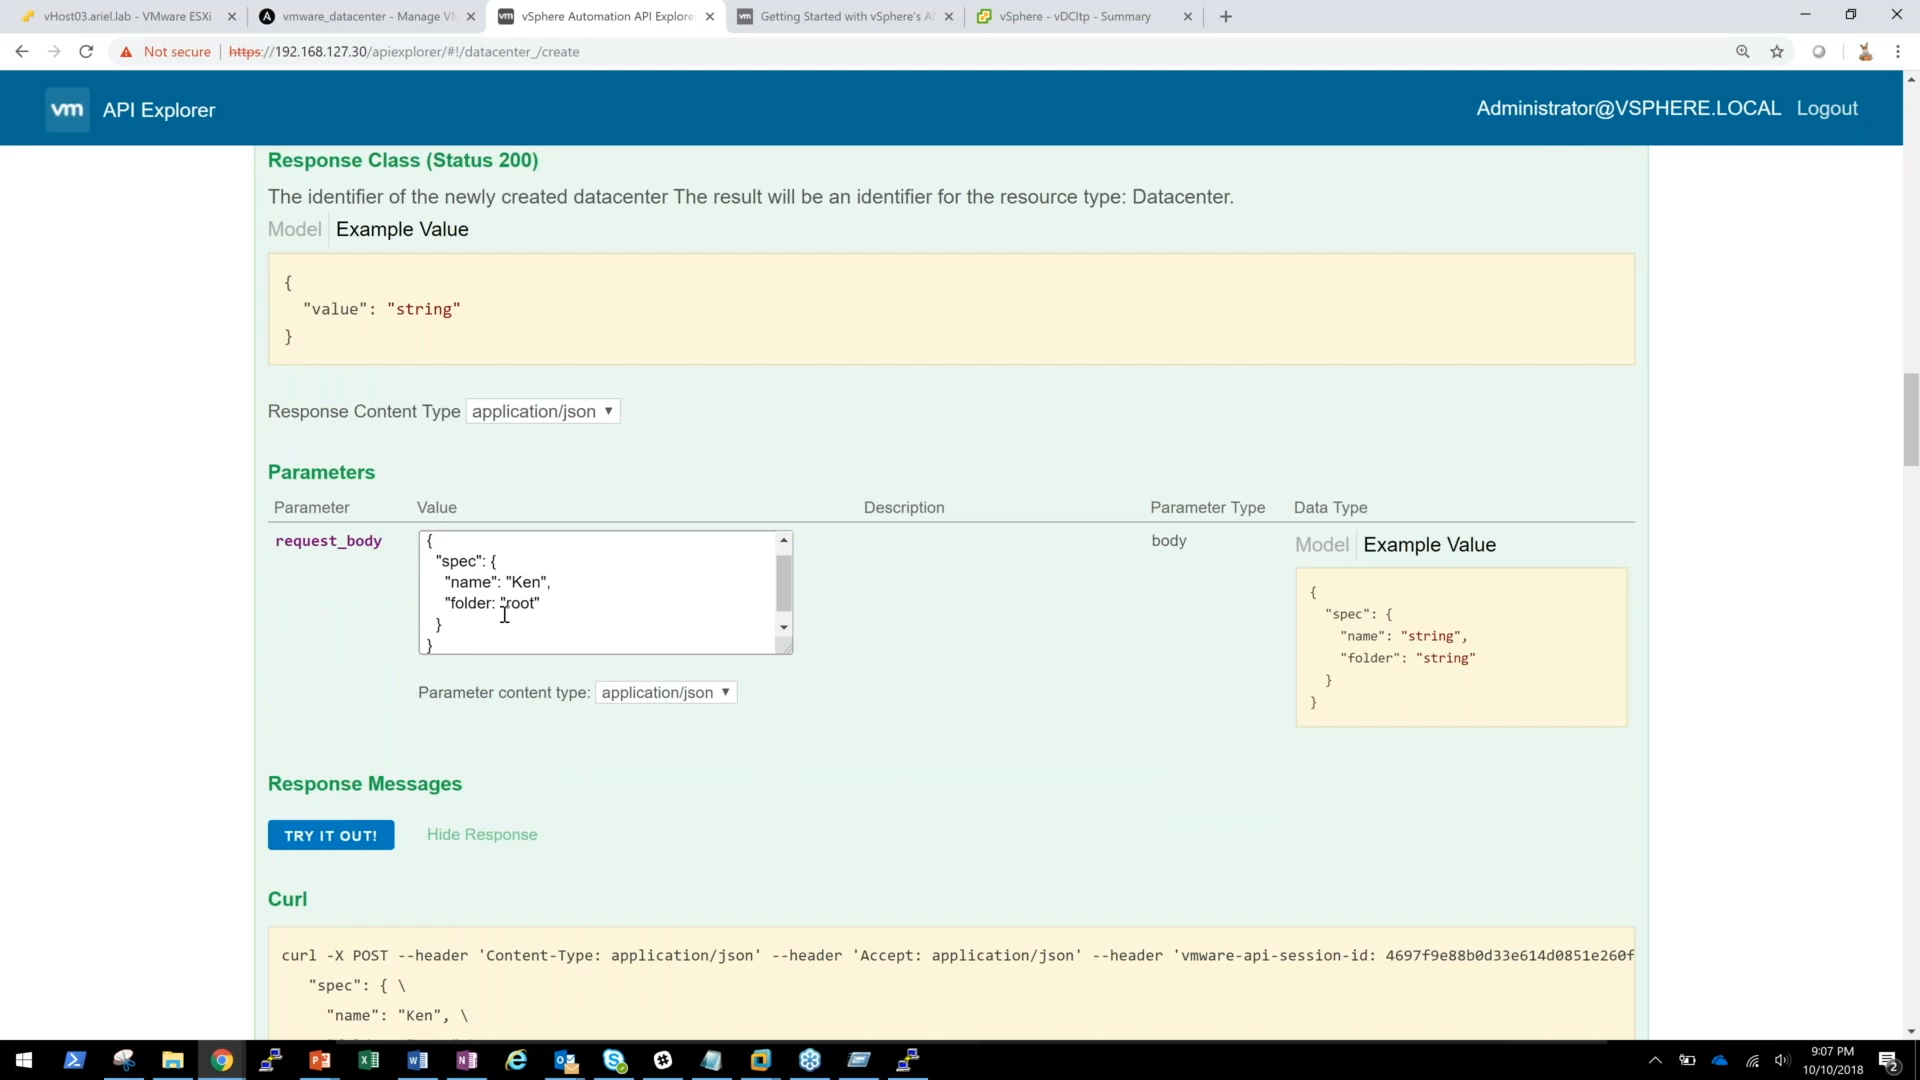 vHost03.ariel.lab - VMware ESXi
vmware_datacenter - Manage VM
vSphere Automation API Explore
Getting Started with vSphere's A
vSphere - vDCltp - Summary
Not secure
https://192.168.127.30/apiexplorer/#!/datacenter_/create
vm
API Explorer
Administrator@VSPHERE.LOCAL
Logout
Response Class (Status 200)
The identifier of the newly created datacenter The result will be an identifier for the resource type: Datacenter.
Model
Example Value
{
"value": "string"
}
Response Content Type
application/json
Parameters
Parameter
Value
Description
Parameter Type
Data Type
request_body
{
"spec": {
"name": "Ken",
"folder: "root"
}
}
body
Model
Example Value
{
"spec": {
"name": "string",
"folder": "string"
}
}
Parameter content type:
application/json
Response Messages
TRY IT OUT!
Hide Response
Curl
curl -X POST --header 'Content-Type: application/json' --header 'Accept: application/json' --header 'vmware-api-session-id: 4697f9e88b0d33e614d0851e260f
"spec": { \
"name": "Ken", \
9:07 PM
10/10/2018
2